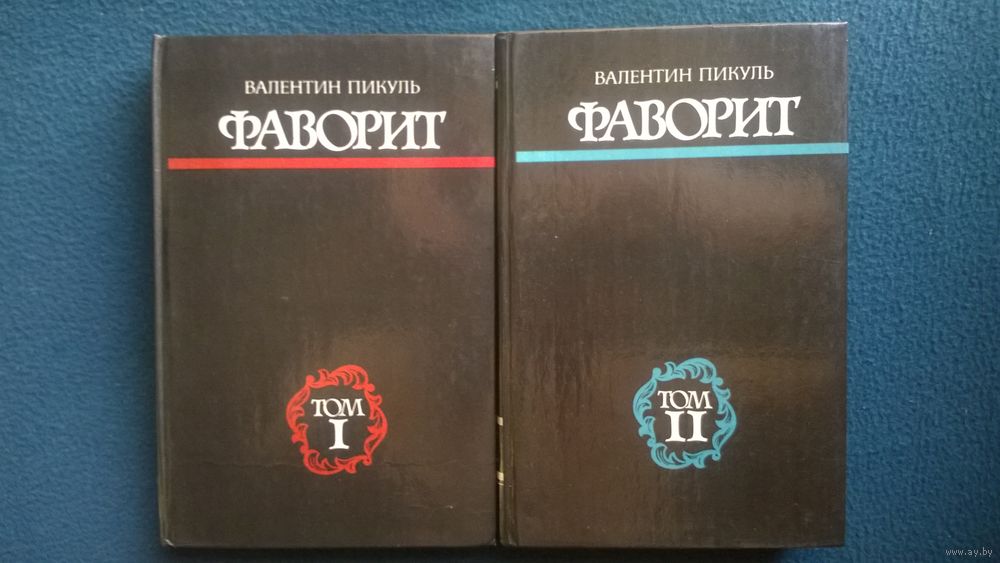 ВАЛЕНТИН ПИКУЛЬ
ФАВОРИТ
ТОМ
I
ВАЛЕНТИН ПИКУЛЬ
ФАВОРИТ
ТОМ
II
www.ay.by